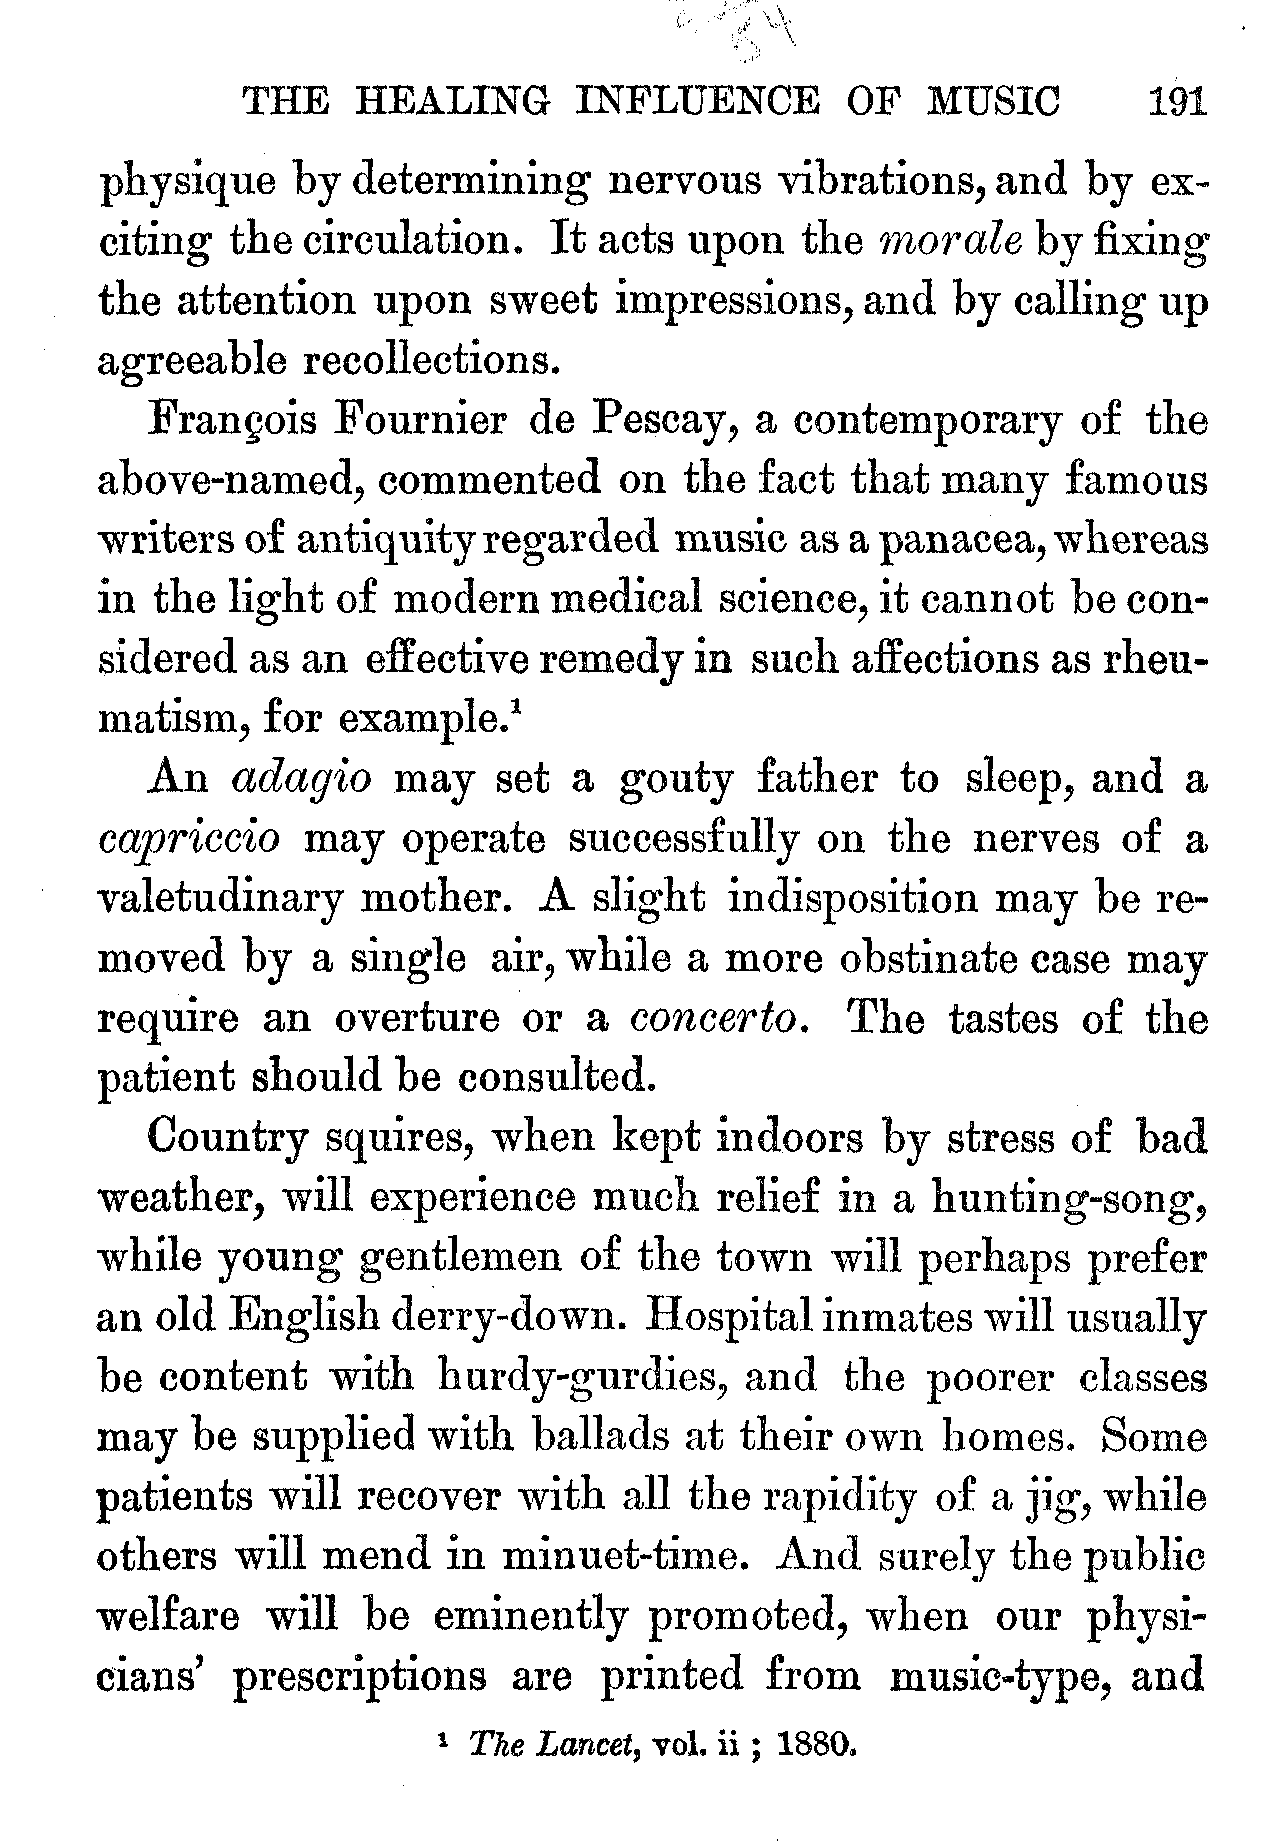 THE HEALING INFLUENCE OF MUSIC 191
physique by determining nervous vibrations, and by ex-
citing the circulation. It acts upon the morale by fixing
the attention upon sweet impressions, and by calling up
agreeable recollections.
François Fournier de Pescay, a contemporary of the
above-named, commented on the fact that many famous
writers of antiquity regarded music as a panacea, whereas
in the light of modern medical science, it cannot be con-
sidered as an effective remedy in such affections as rheu-
matism, for example.¹
An adagio may set a gouty father to sleep, and a
capriccio may operate successfully on the nerves of a
valetudinary mother. A slight indisposition may be re-
moved by a single air, while a more obstinate case may
require an overture or a concerto. The tastes of the
patient should be consulted.
Country squires, when kept indoors by stress of bad
weather, will experience much relief in a hunting-song,
while young gentlemen of the town will perhaps prefer
an old English derry-down. Hospital inmates will usually
be content with hurdy-gurdies, and the poorer classes
may be supplied with ballads at their own homes. Some
patients will recover with all the rapidity of a jig, while
others will mend in minuet-time. And surely the public
welfare will be eminently promoted, when our physi-
cians' prescriptions are printed from music-type, and
¹ The Lancet, vol. ii ; 1880.